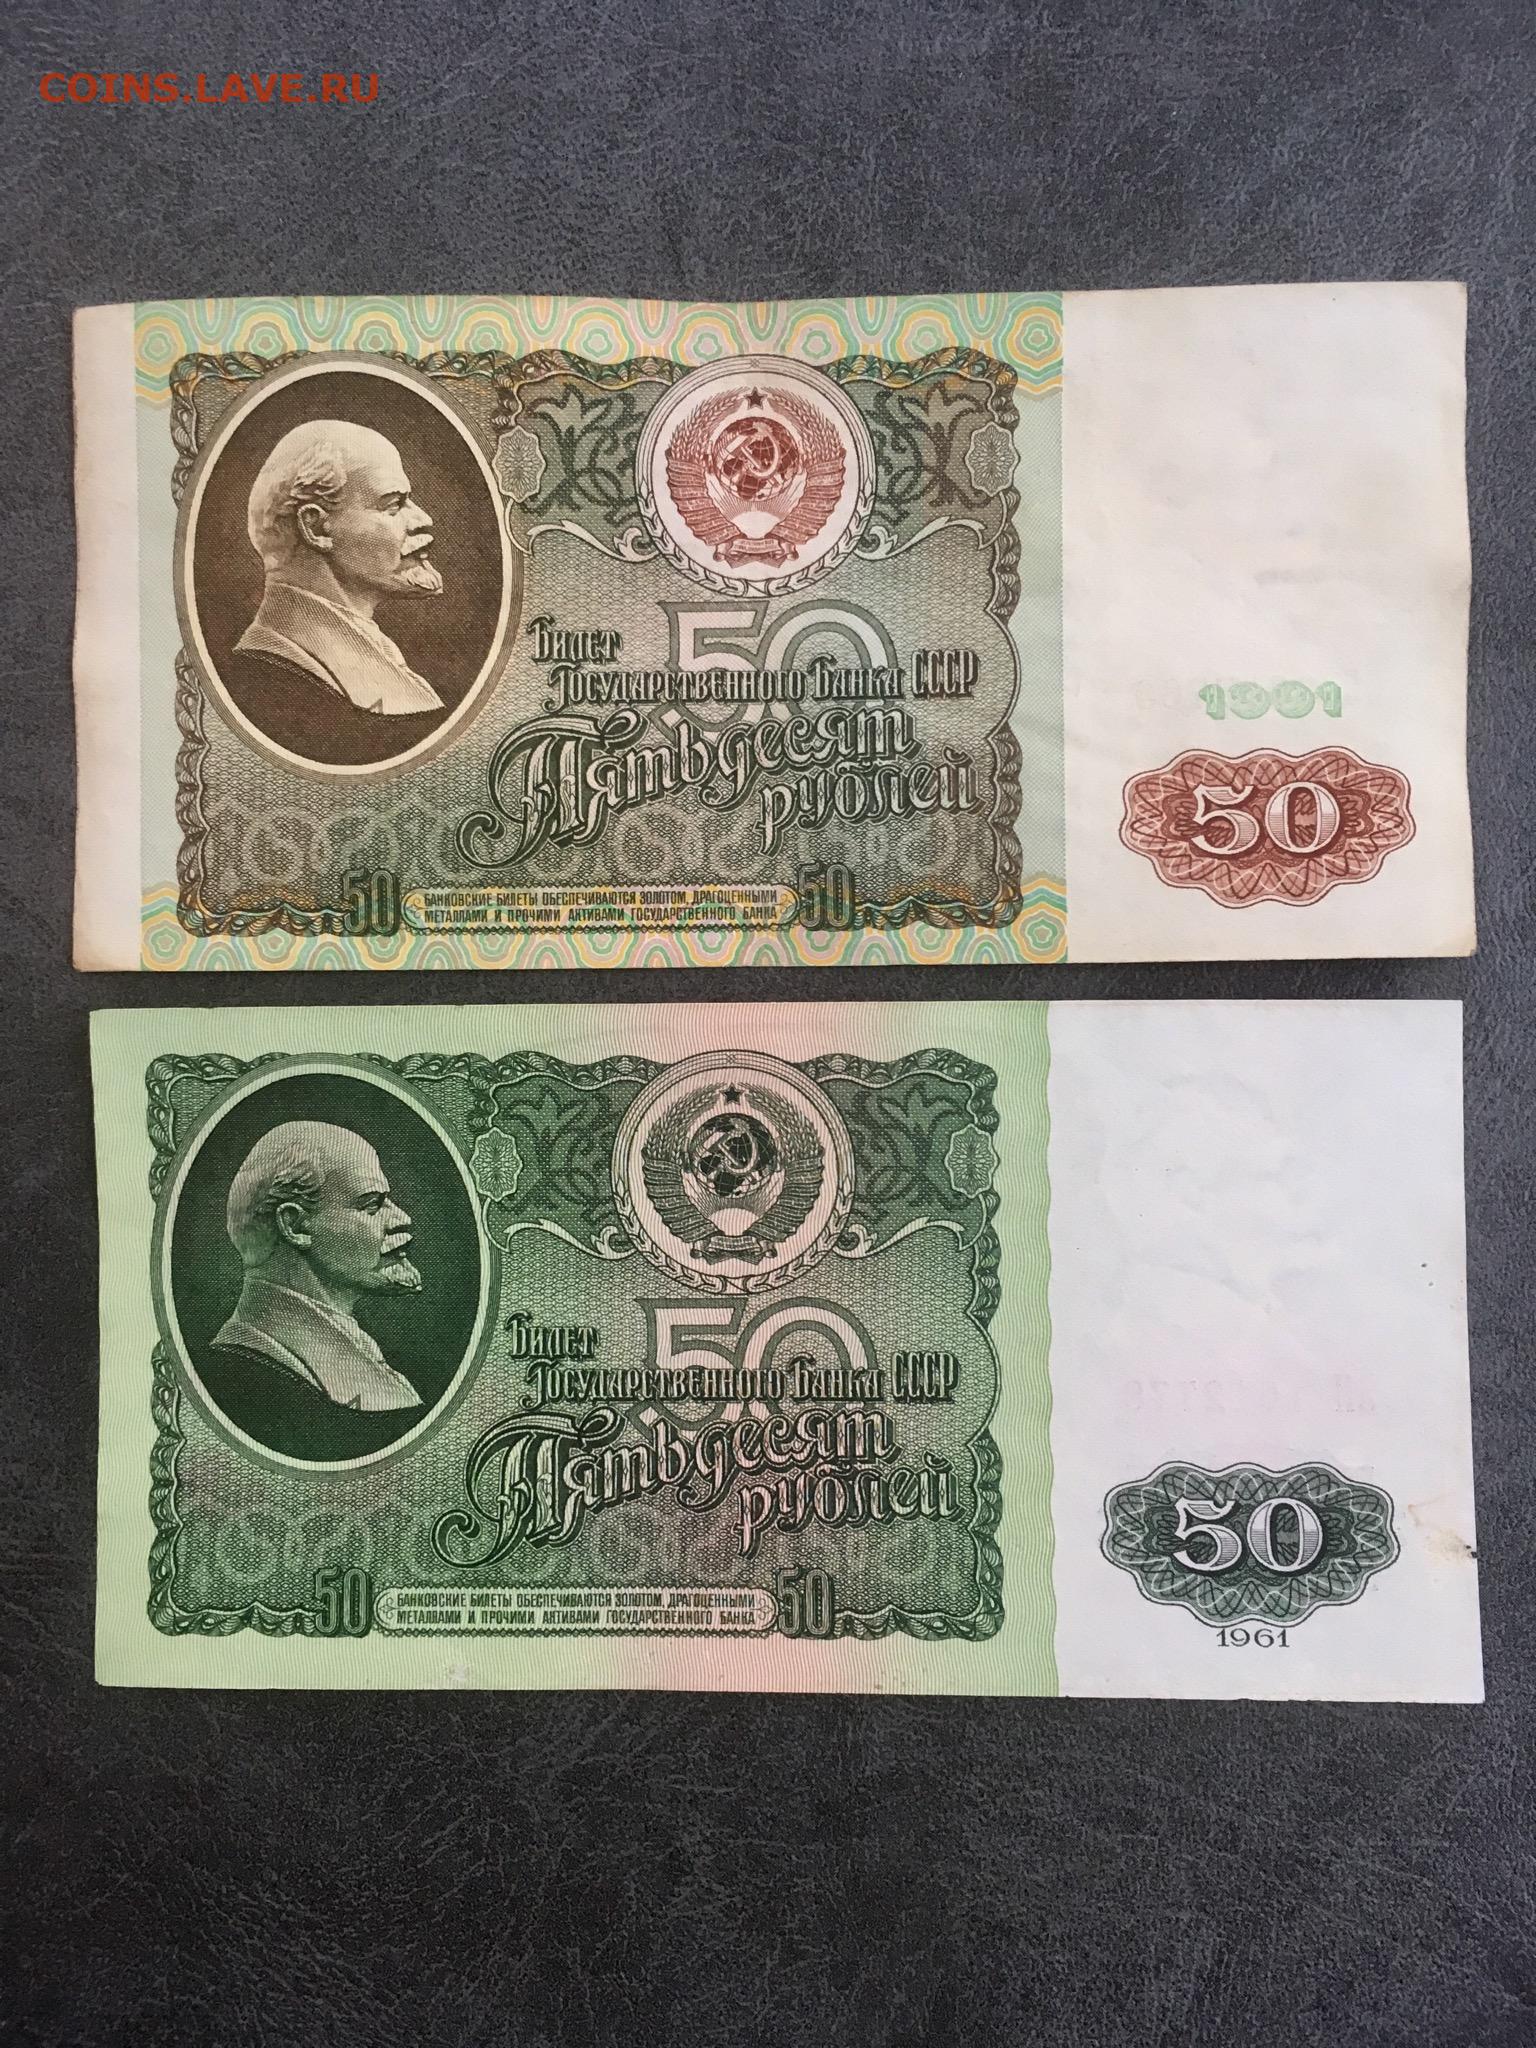 COINS.LAVE.RU
50
Билет
Государственного Банка СССР
Пятьдесят
рублей
1991
50
50
БАНКОВСКИЕ БИЛЕТЫ ОБЕСПЕЧИВАЮТСЯ ЗОЛОТОМ, ДРАГОЦЕННЫМИ
МЕТАЛЛАМИ И ПРОЧИМИ АКТИВАМИ ГОСУДАРСТВЕННОГО БАНКА
50
50
Билет
Государственного Банка СССР
Пятьдесят
рублей
50
50
БАНКОВСКИЕ БИЛЕТЫ ОБЕСПЕЧИВАЮТСЯ ЗОЛОТОМ, ДРАГОЦЕННЫМИ
МЕТАЛЛАМИ И ПРОЧИМИ АКТИВАМИ ГОСУДАРСТВЕННОГО БАНКА
50
1961